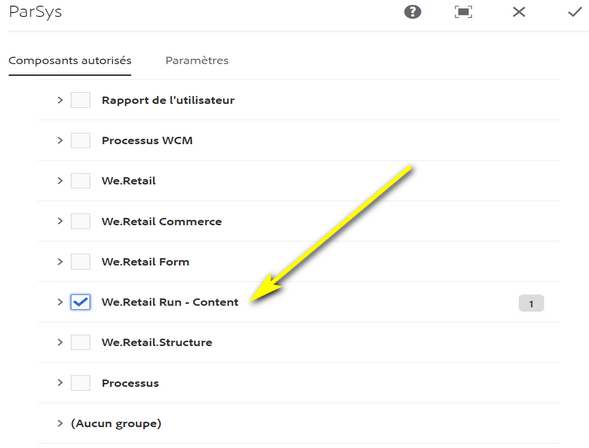 ParSys
Composants autorisés Paramètres
Rapport de l'utilisateur
Processus WCM
We.Retail
We.Retail Commerce
We.Retail Form
We.Retail Run - Content 1
We.Retail.Structure
Processus
(Aucun groupe)